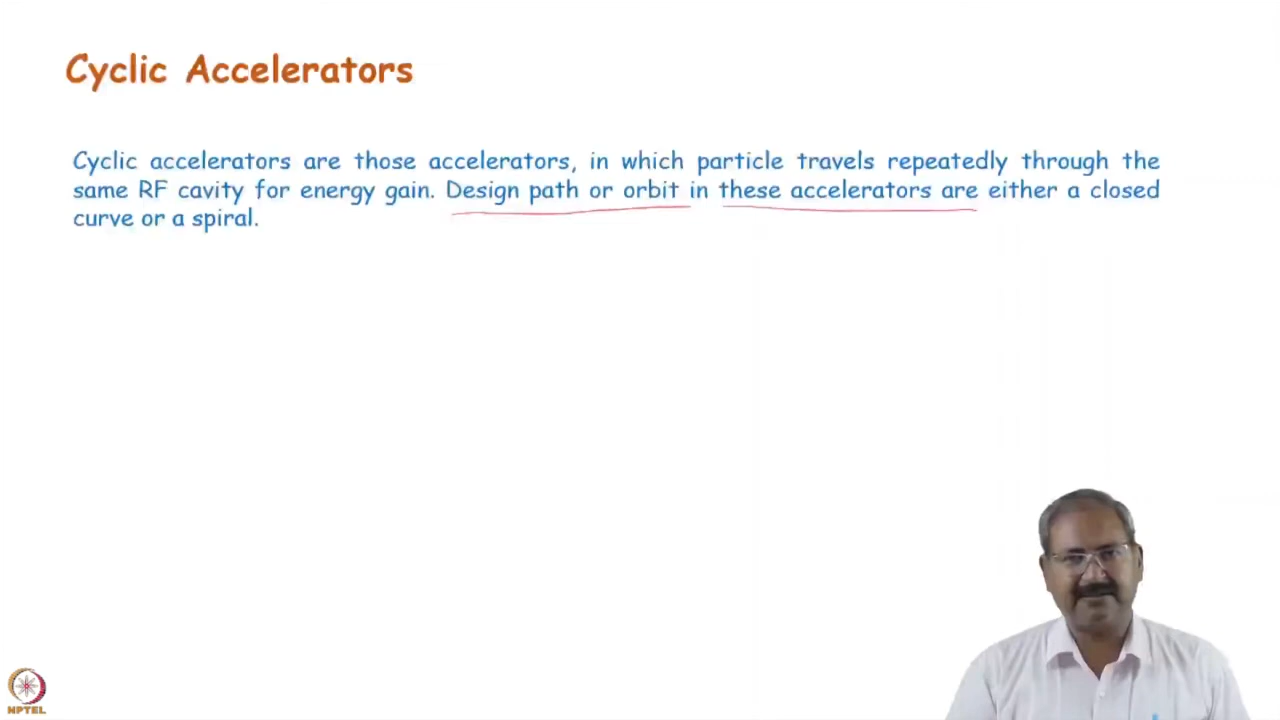 Cyclic Accelerators
Cyclic accelerators are those accelerators, in which particle travels repeatedly through the
same RF cavity for energy gain. Design path or orbit in these accelerators are either a closed
curve or a spiral.
NPTEL